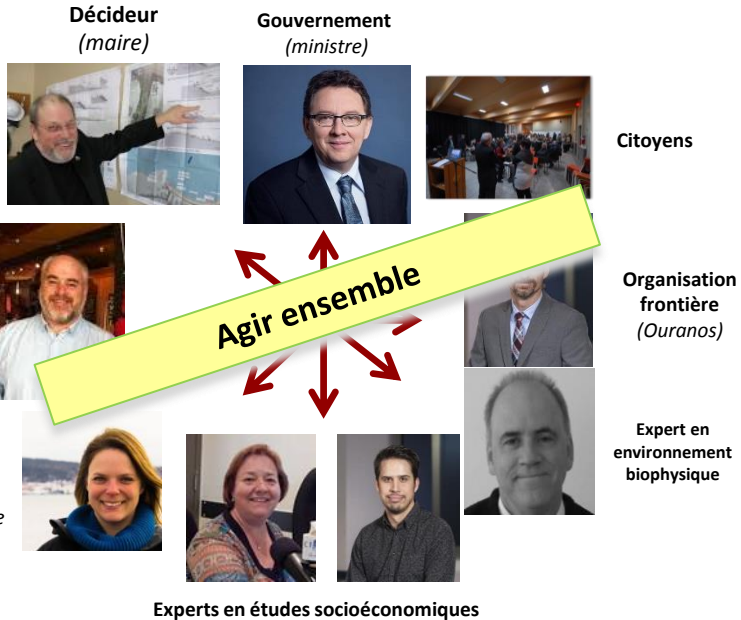 Décideur
(maire)
Gouvernement
(ministre)
Citoyens
Agir ensemble
Organisation
frontière
(Ouranos)
Expert en
environnement
biophysique
e
Experts en études socioéconomiques